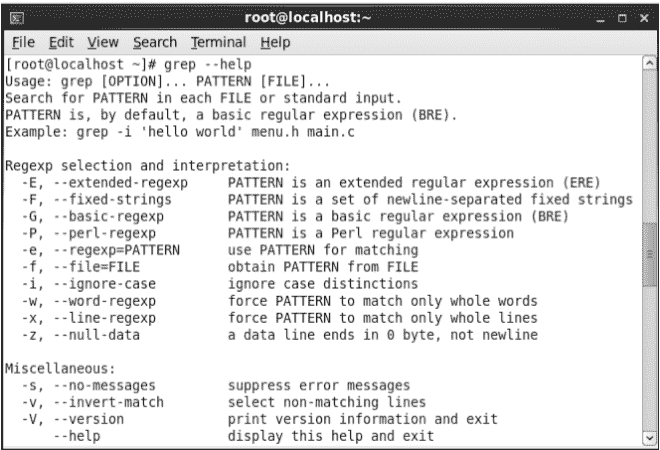 root@localhost:~
File Edit View Search Terminal Help
[root@localhost ~]# grep --help
Usage: grep [OPTION]... PATTERN [FILE]...
Search for PATTERN in each FILE or standard input.
PATTERN is, by default, a basic regular expression (BRE).
Example: grep -i 'hello world' menu.h main.c

Regexp selection and interpretation:
  -E, --extended-regexp     PATTERN is an extended regular expression (ERE)
  -F, --fixed-strings       PATTERN is a set of newline-separated fixed strings
  -G, --basic-regexp        PATTERN is a basic regular expression (BRE)
  -P, --perl-regexp         PATTERN is a Perl regular expression
  -e, --regexp=PATTERN      use PATTERN for matching
  -f, --file=FILE           obtain PATTERN from FILE
  -i, --ignore-case         ignore case distinctions
  -w, --word-regexp         force PATTERN to match only whole words
  -x, --line-regexp         force PATTERN to match only whole lines
  -z, --null-data           a data line ends in 0 byte, not newline

Miscellaneous:
  -s, --no-messages         suppress error messages
  -v, --invert-match        select non-matching lines
  -V, --version             print version information and exit
      --help                display this help and exit